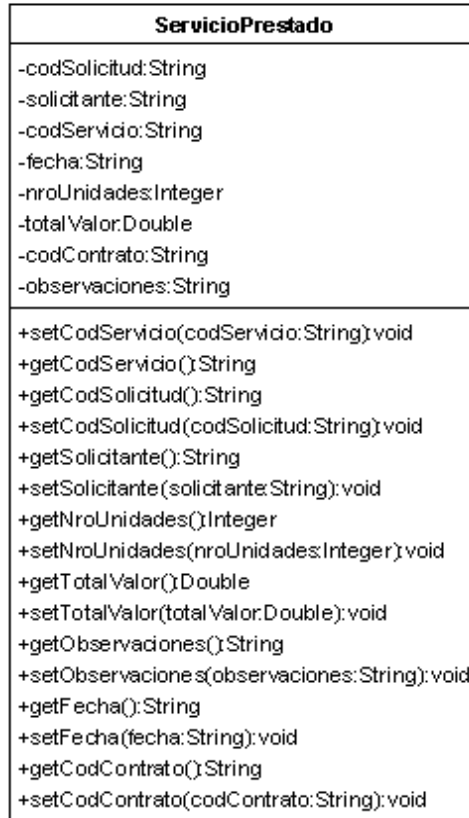 ServicioPrestado
-codSolicitud:String
-solicitante:String
-codServicio:String
-fecha:String
-nroUnidades:Integer
-totalValor:Double
-codContrato:String
-observaciones:String
+setCodServicio(codServicio:String):void
+getCodServicio():String
+getCodSolicitud():String
+setCodSolicitud(codSolicitud:String):void
+getSolicitante():String
+setSolicitante(solicitante:String):void
+getNroUnidades():Integer
+setNroUnidades(nroUnidades:Integer):void
+getTotalValor():Double
+setTotalValor(totalValor:Double):void
+getObservaciones():String
+setObservaciones(observaciones:String):void
+getFecha():String
+setFecha(fecha:String):void
+getCodContrato():String
+setCodContrato(codContrato:String):void